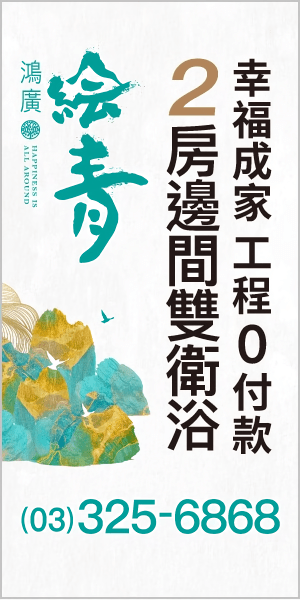 幸福成家 工程0付款
2房邊間雙衛浴
鴻廣
絵青
HAPPINESS IS
ALL AROUND
(03)325-6868